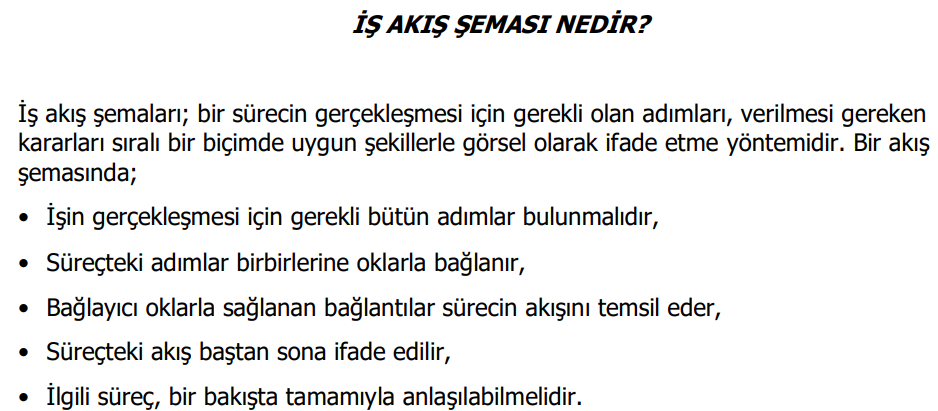 İŞ AKIŞ ŞEMASI NEDİR?
İş akış şemaları; bir sürecin gerçekleşmesi için gerekli olan adımları, verilmesi gereken
kararları sıralı bir biçimde uygun şekillerle görsel olarak ifade etme yöntemidir. Bir akış
şemasında;
• İşin gerçekleşmesi için gerekli bütün adımlar bulunmalıdır,
• Süreçteki adımlar birbirlerine oklarla bağlanır,
• Bağlayıcı oklarla sağlanan bağlantılar sürecin akışını temsil eder,
• Süreçteki akış baştan sona ifade edilir,
• İlgili süreç, bir bakışta tamamıyla anlaşılabilmelidir.